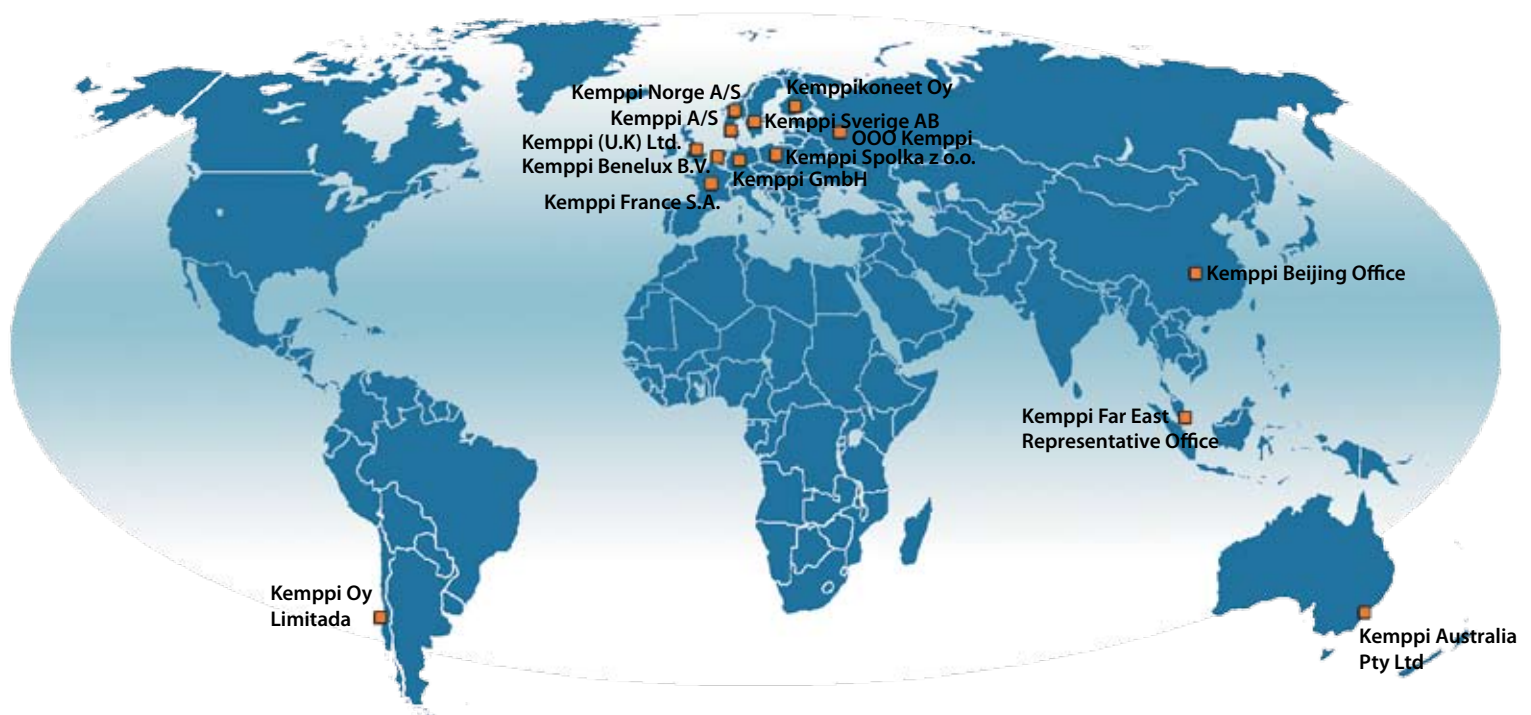 Kemppikoneet Oy
Kemppi Norge A/S
Kemppi A/S
Kemppi Sverige AB
OOO Kemppi
Kemppi (U.K) Ltd.
Kemppi Spolka z o.o.
Kemppi Benelux B.V.
Kemppi GmbH
Kemppi France S.A.
Kemppi Beijing Office
Kemppi Far East
Representative Office
Kemppi Oy
Limitada
Kemppi Australia
Pty Ltd